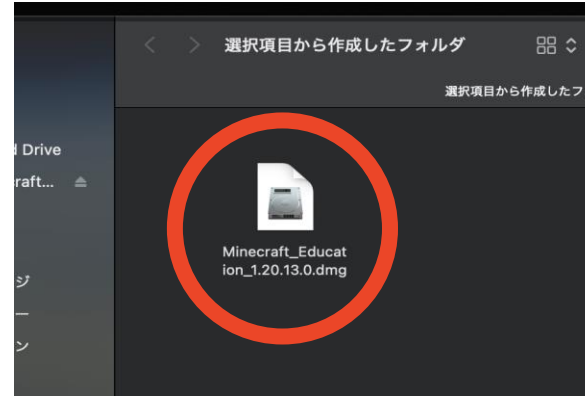 選択項目から作成したフォルダ
選択項目から作成したフ
d Drive
raft...
Minecraft_Educat
ion_1.20.13.0.dmg
ジ
ー
ン